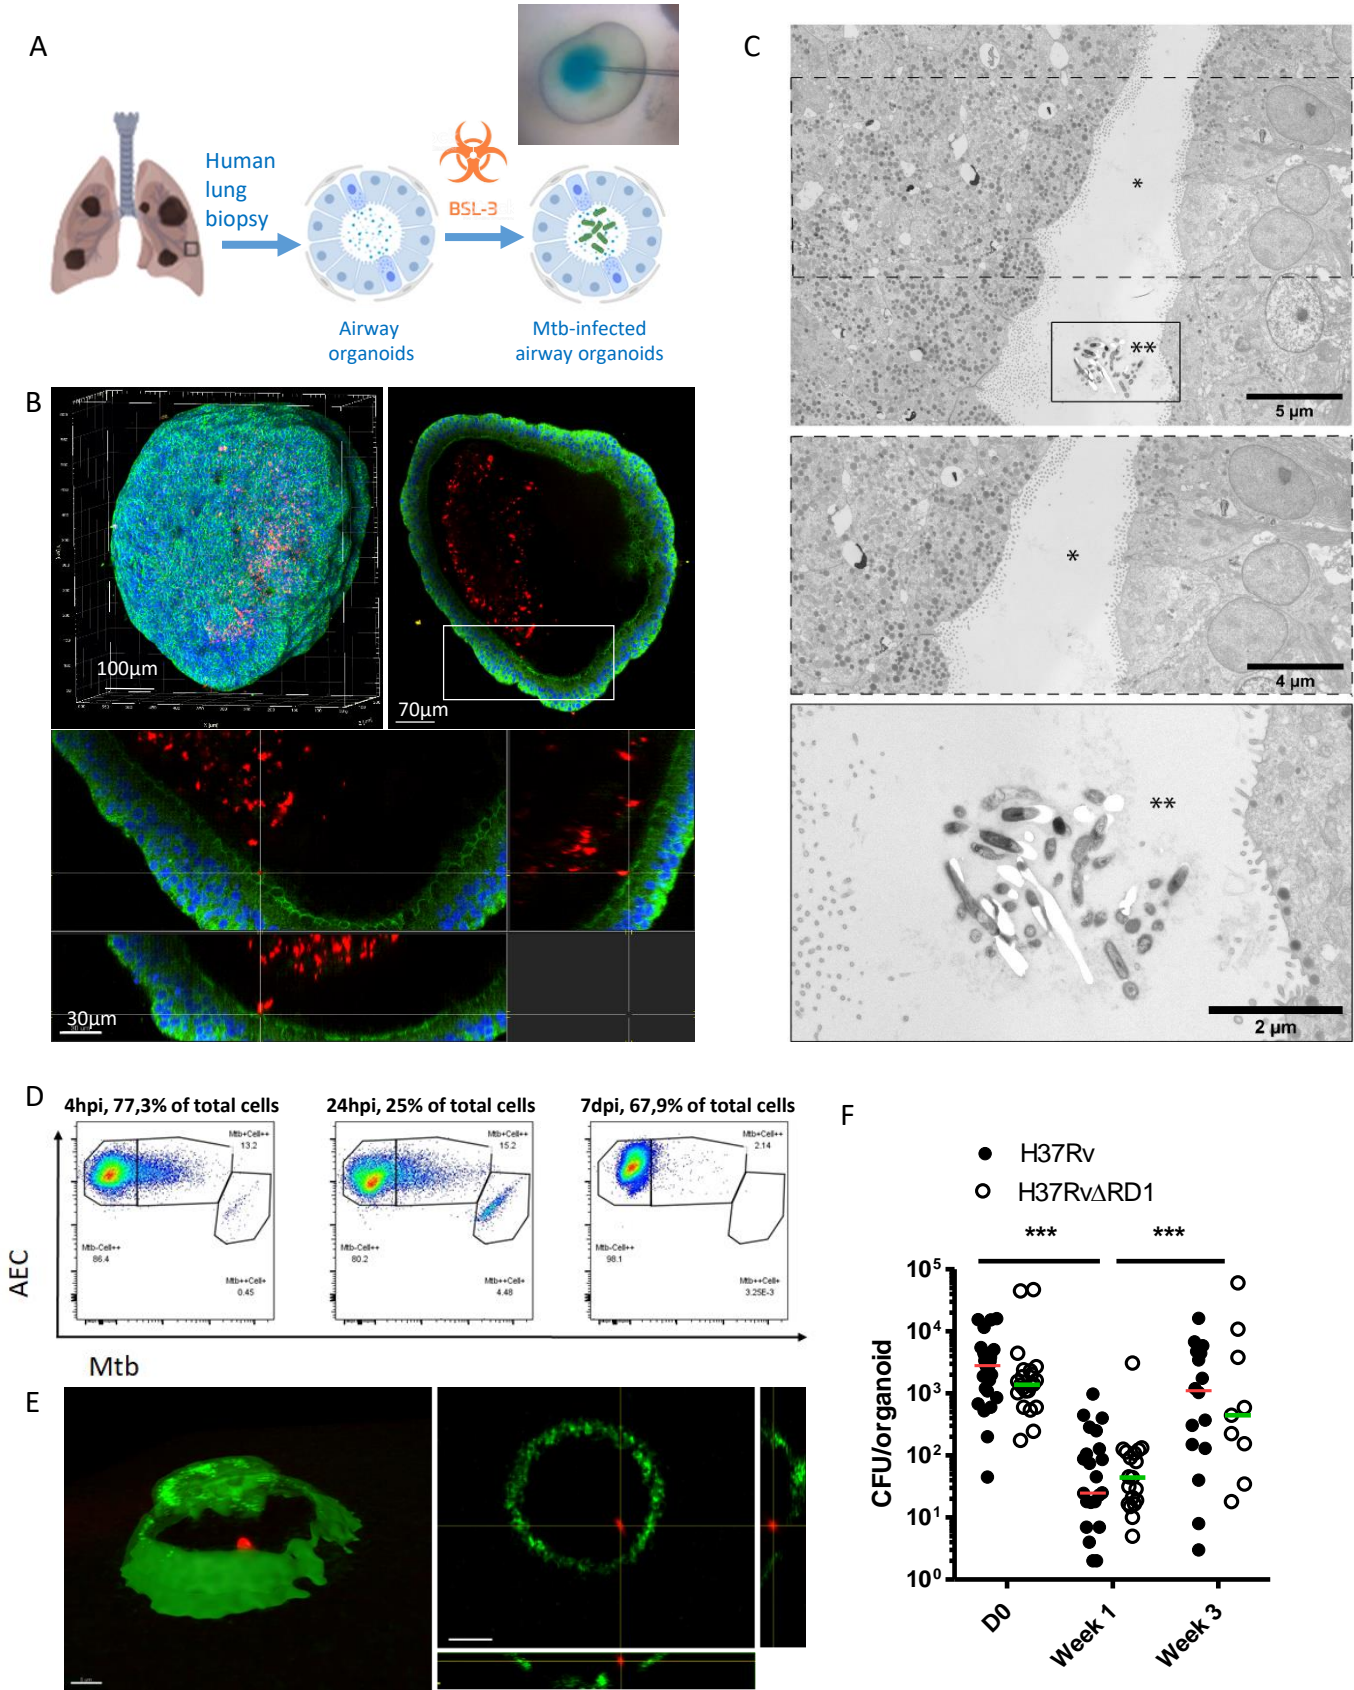 A
Human
lung
biopsy
BSL-3
Airway
organoids
Mtb-infected
airway organoids
B
100µm
70µm
30µm
C
*
**
5 µm
*
4 µm
**
2 µm
D
4hpi, 77,3% of total cells
24hpi, 25% of total cells
7dpi, 67,9% of total cells
Mtb+Cell++
13.2
Mtb-Cell++
86.4
Mtb++Cell+
0.45
Mtb+Cell++
15.2
Mtb-Cell++
80.2
Mtb++Cell+
4.48
Mtb+Cell++
2.14
Mtb-Cell++
98.1
Mtb++Cell+
3.25E-3
AEC
Mtb
E
F
H37Rv
H37RvΔRD1
*** ***
CFU/organoid
10⁵
10⁴
10³
10²
10¹
10⁰
D0
Week 1
Week 3